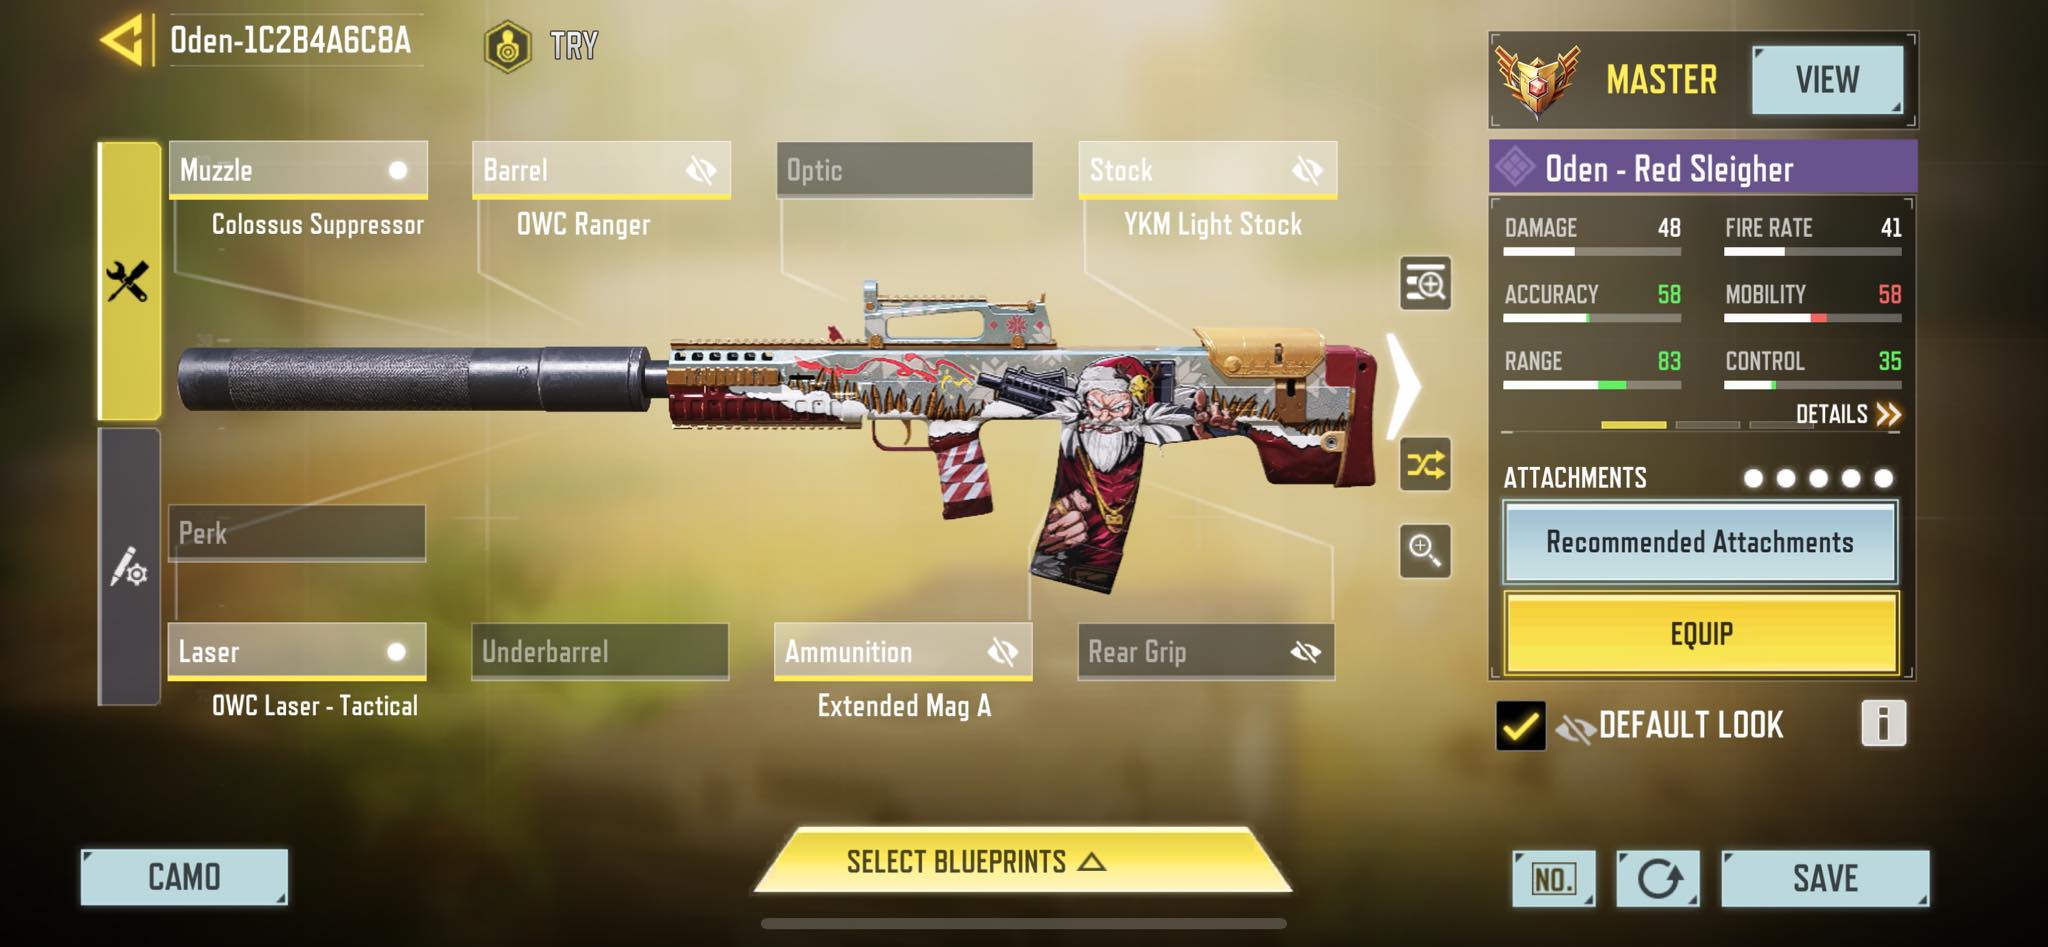 Oden-1C2B4A6C8A
TRY
MASTER
VIEW
Muzzle
Colossus Suppressor
Barrel
OWC Ranger
Optic
Stock
YKM Light Stock
Oden - Red Sleigher
DAMAGE 48
FIRE RATE 41
ACCURACY 58
MOBILITY 58
RANGE 83
CONTROL 35
DETAILS
ATTACHMENTS
Recommended Attachments
EQUIP
DEFAULT LOOK
i
Perk
Laser
OWC Laser - Tactical
Underbarrel
Ammunition
Extended Mag A
Rear Grip
CAMO
SELECT BLUEPRINTS
NO.
SAVE